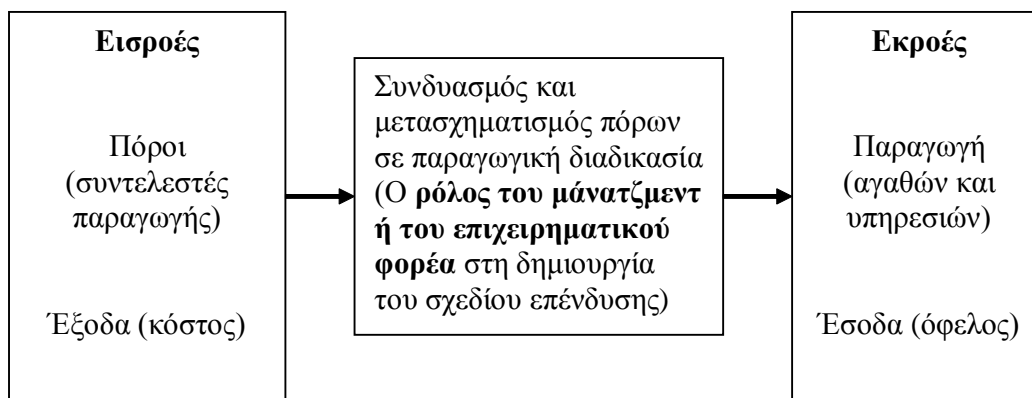 Εισροές
Πόροι
(συντελεστές
παραγωγής)
Έξοδα (κόστος)
Συνδυασμός και
μετασχηματισμός πόρων
σε παραγωγική διαδικασία
(Ο ρόλος του μάνατζμεντ
ή του επιχειρηματικού
φορέα στη δημιουργία
του σχεδίου επένδυσης)
Εκροές
Παραγωγή
(αγαθών και
υπηρεσιών)
Έσοδα (όφελος)